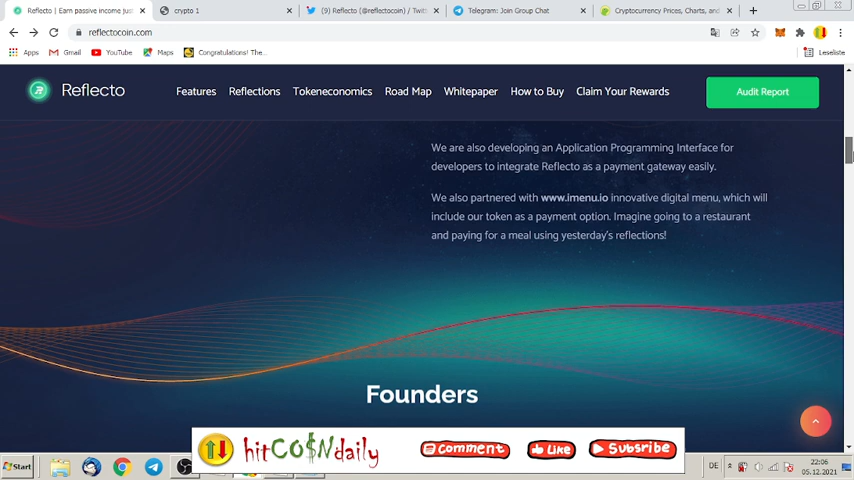 Reflecto | Earn passive income jus
crypto 1
Reflecto (@reflectocoin) / Twit
Telegram: Join Group Chat
Cryptocurrency Prices, Charts, and
reflectocoin.com
Apps
Gmail
YouTube
Maps
Congratulations! The...
Leseliste
Reflecto
Features
Reflections
Tokeneconomics
Road Map
Whitepaper
How to Buy
Claim Your Rewards
Audit Report
We are also developing an Application Programming Interface for
developers to integrate Reflecto as a payment gateway easily.
We also partnered with www.imenu.io innovative digital menu, which will
include our token as a payment option. Imagine going to a restaurant
and paying for a meal using yesterday's reflections!
Founders
hitCO$Ndaily
Comment
Like
Subsribe
Start
DE
22:06
05.12.2021